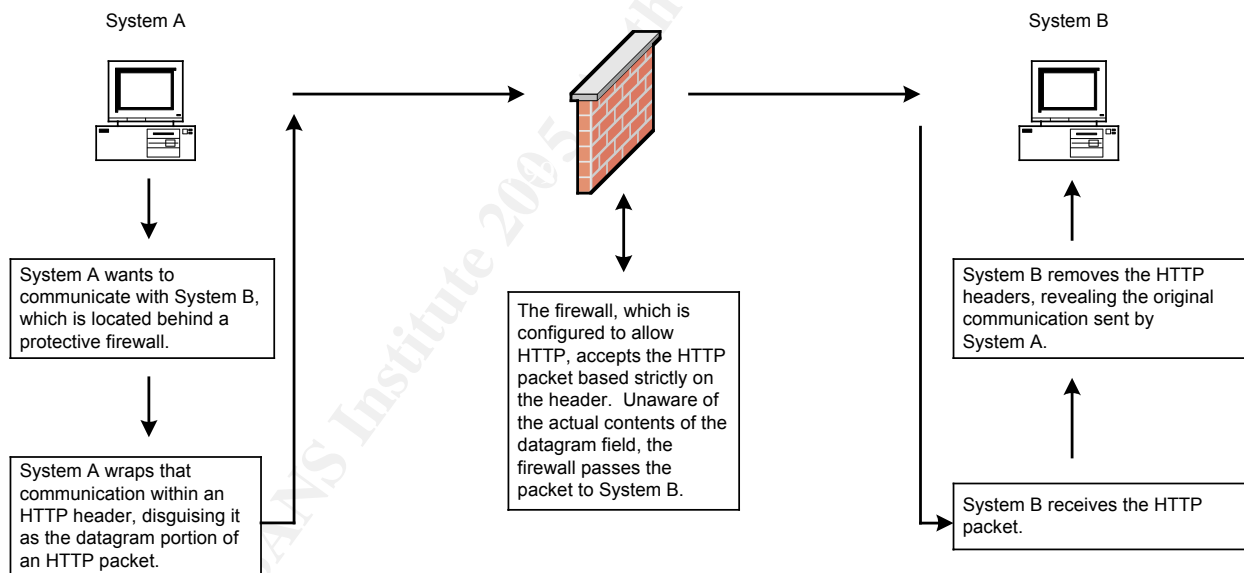 System A
System B
System A wants to
communicate with System B,
which is located behind a
protective firewall.
System A wraps that
communication within an
HTTP header, disguising it
as the datagram portion of
an HTTP packet.
The firewall, which is
configured to allow
HTTP, accepts the HTTP
packet based strictly on
the header. Unaware of
the actual contents of the
datagram field, the
firewall passes the
packet to System B.
System B removes the HTTP
headers, revealing the original
communication sent by
System A.
System B receives the HTTP
packet.
Institute 2005